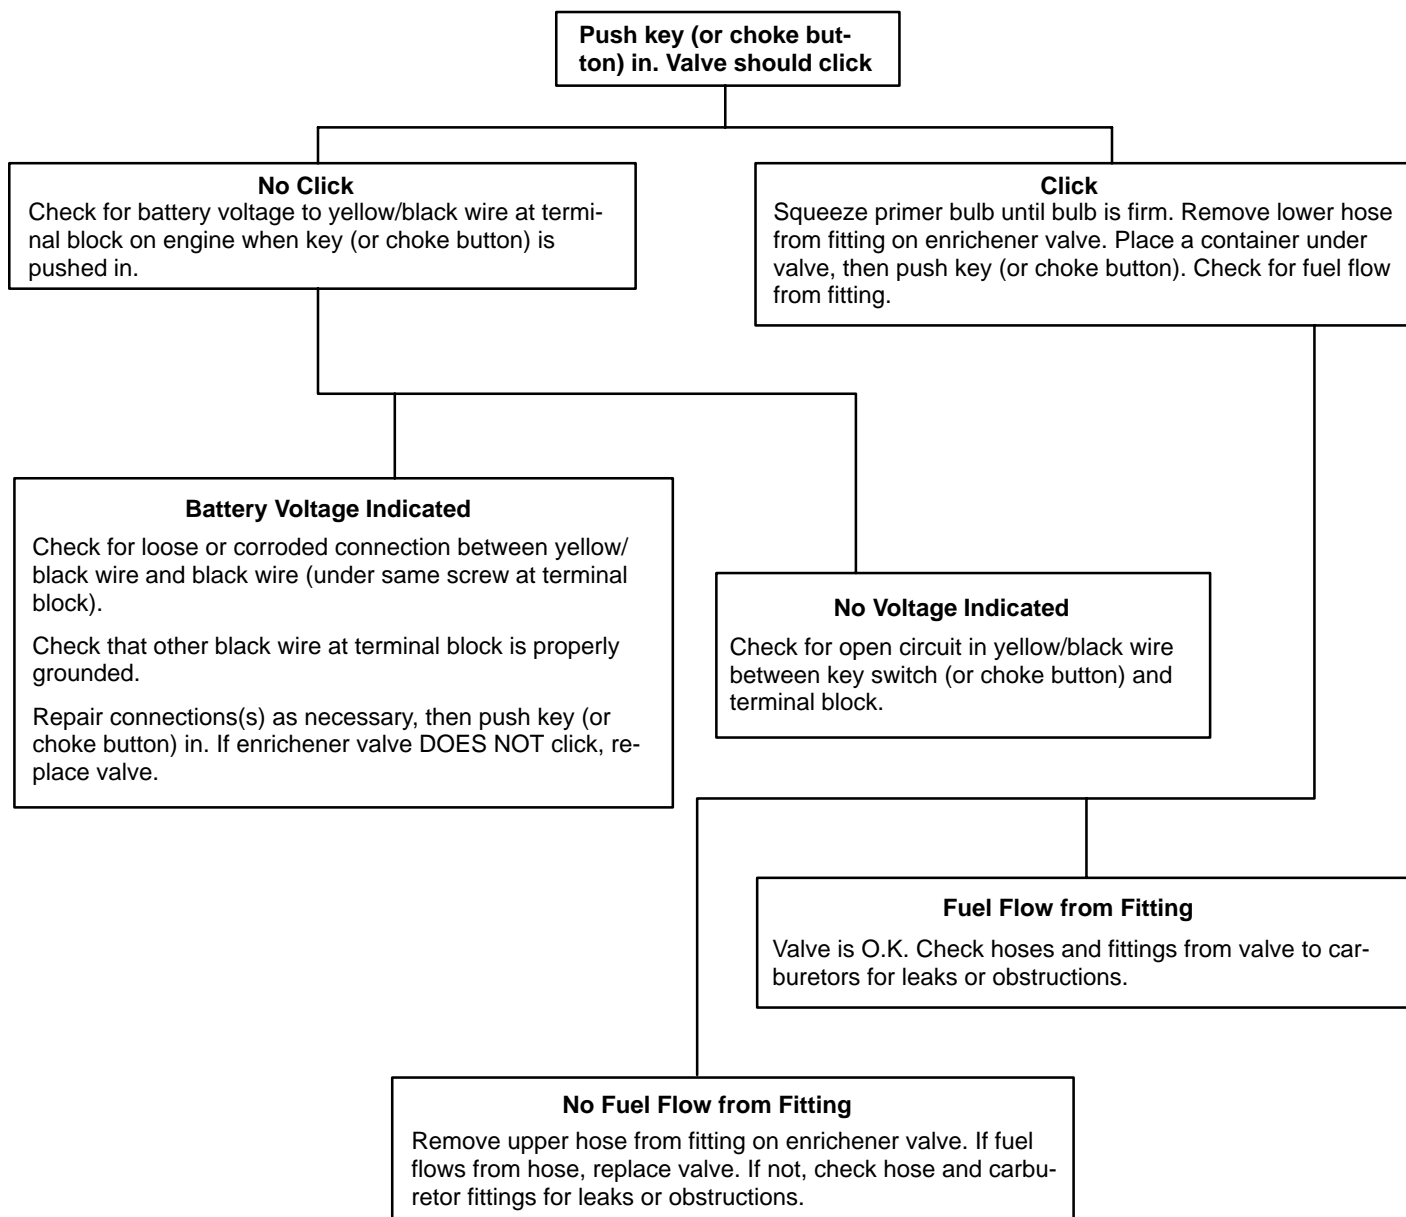 Push key (or choke but-
ton) in. Valve should click
No Click
Check for battery voltage to yellow/black wire at termi-
nal block on engine when key (or choke button) is
pushed in.
Click
Squeeze primer bulb until bulb is firm. Remove lower hose
from fitting on enrichener valve. Place a container under
valve, then push key (or choke button). Check for fuel flow
from fitting.
Battery Voltage Indicated
Check for loose or corroded connection between yellow/
black wire and black wire (under same screw at terminal
block).
Check that other black wire at terminal block is properly
grounded.
Repair connections(s) as necessary, then push key (or
choke button) in. If enrichener valve DOES NOT click, re-
place valve.
No Voltage Indicated
Check for open circuit in yellow/black wire
between key switch (or choke button) and
terminal block.
Fuel Flow from Fitting
Valve is O.K. Check hoses and fittings from valve to car-
buretors for leaks or obstructions.
No Fuel Flow from Fitting
Remove upper hose from fitting on enrichener valve. If fuel
flows from hose, replace valve. If not, check hose and carbu-
retor fittings for leaks or obstructions.